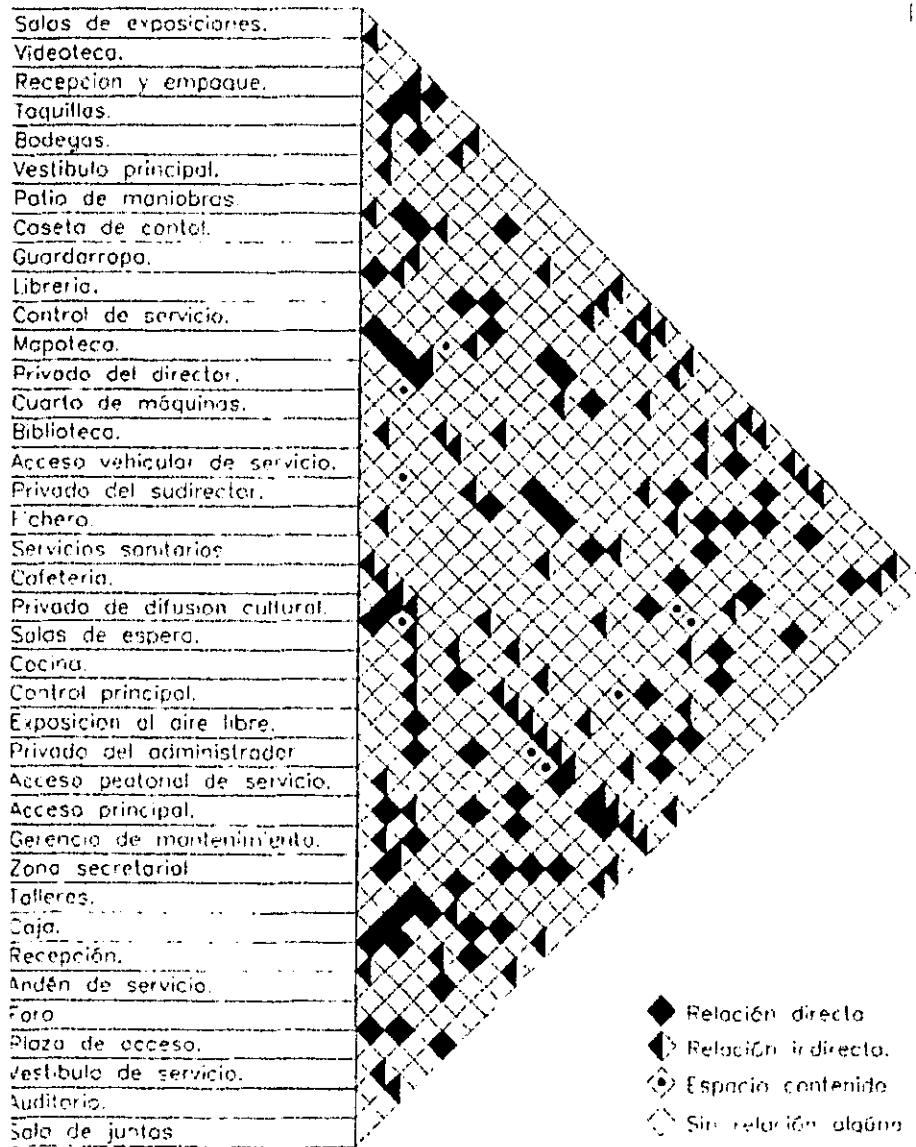 Salas de exposiciones.
Videoteca.
Recepcion y empaque.
Taquillas.
Bodegas.
Vestibulo principal.
Patio de maniobras.
Caseta de contol.
Guardarropa.
Libreria.
Control de servicio.
Mapoteca.
Privado del director.
Cuarto de máquinas.
Biblioteca.
Acceso vehicular de servicio.
Privado del sudirector.
Fichero.
Servicios sanitarios
Cafeteria.
Privado de difusion cultural.
Salas de espera.
Cocina.
Control principal.
Exposicion al aire libre.
Privado del administrador
Acceso peatonal de servicio.
Acceso principal.
Gerencia de mantenimiento.
Zona secretarial
Talleres.
Caja.
Recepción.
Andén de servicio.
Foro
Plaza de acceso.
Vestibulo de servicio.
Auditorio.
Sala de juntas
Relación directa
Relación indirecta.
Espacio contenido
Sin relación alguna